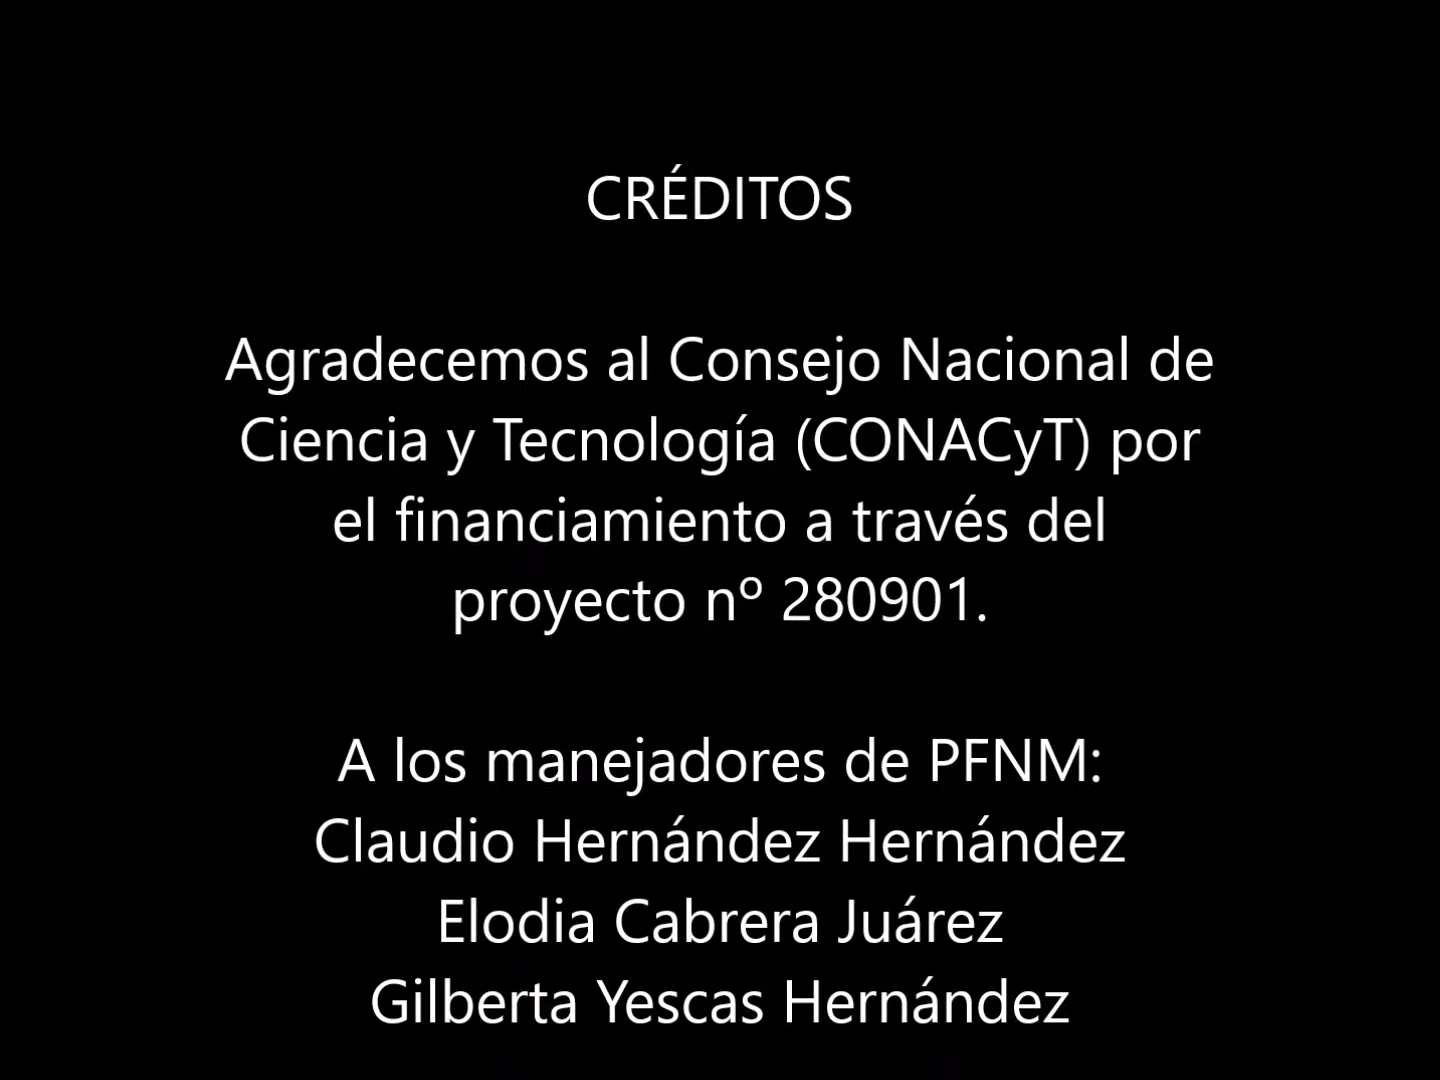 CRÉDITOS
Agradecemos al Consejo Nacional de
Ciencia y Tecnología (CONACyT) por
el financiamiento a través del
proyecto nº 280901.
A los manejadores de PFNM:
Claudio Hernández Hernández
Elodia Cabrera Juárez
Gilberta Yescas Hernández